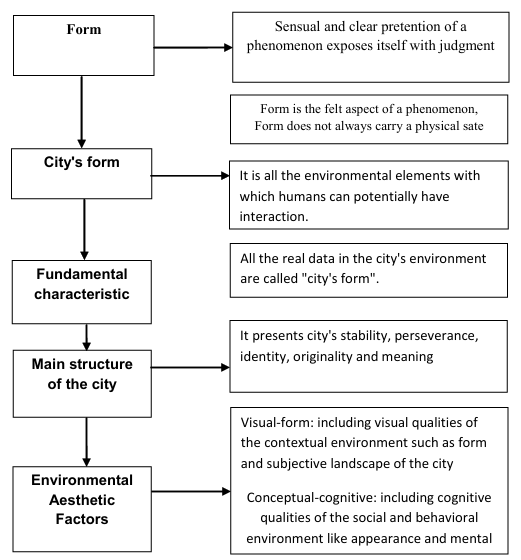 Form
Sensual and clear pretention of a
phenomenon exposes itself with judgment
Form is the felt aspect of a phenomenon,
Form does not always carry a physical sate
City's form
It is all the environmental elements with
which humans can potentially have
interaction.
All the real data in the city's environment
are called "city's form".
Fundamental
characteristic
It presents city's stability, perseverance,
identity, originality and meaning
Main structure
of the city
Visual-form: including visual qualities of
the contextual environment such as form
and subjective landscape of the city
Conceptual-cognitive: including cognitive
qualities of the social and behavioral
environment like appearance and mental
Environmental
Aesthetic
Factors